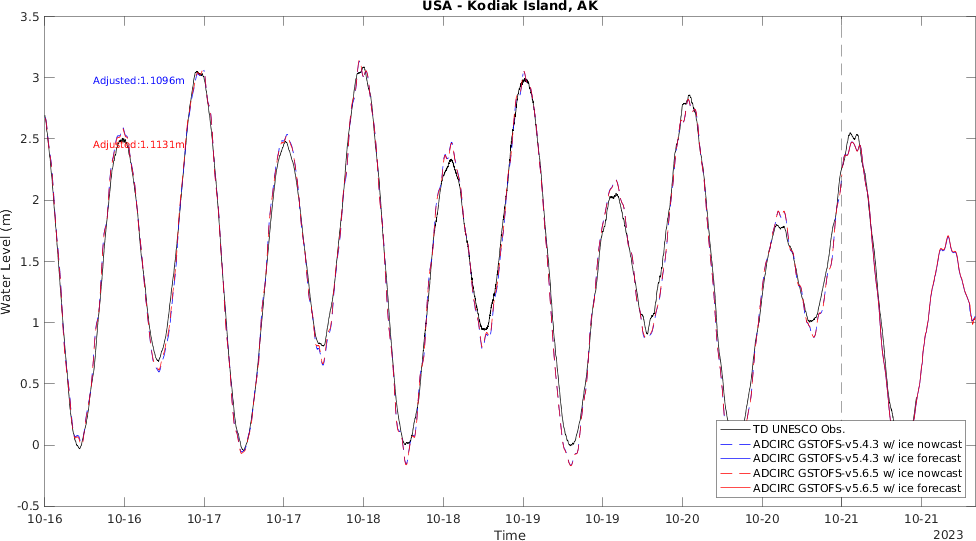 USA - Kodiak Island, AK
Water Level (m)
3.5
3
2.5
2
1.5
1
0.5
0
-0.5
Adjusted:1.1096m
Adjusted:1.1131m
TD UNESCO Obs.
ADCIRC GSTOFS-v5.4.3 w/ ice nowcast
ADCIRC GSTOFS-v5.4.3 w/ ice forecast
ADCIRC GSTOFS-v5.6.5 w/ ice nowcast
ADCIRC GSTOFS-v5.6.5 w/ ice forecast
10-16 10-16 10-17 10-17 10-18 10-18 10-19 10-19 10-20 10-20 10-21 10-21
Time
2023